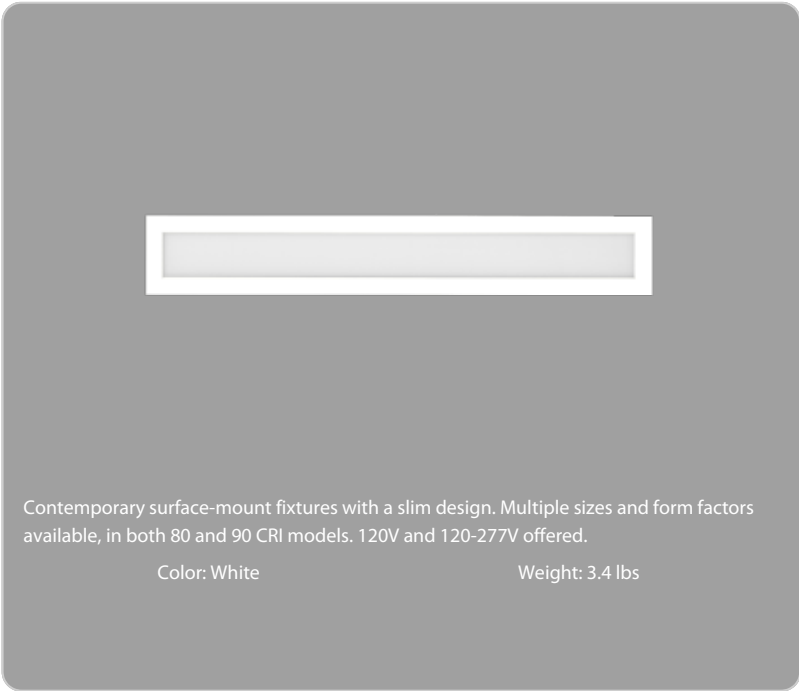 Contemporary surface-mount fixtures with a slim design. Multiple sizes and form factors
available, in both 80 and 90 CRI models. 120V and 120-277V offered.
Color: White
Weight: 3.4 lbs